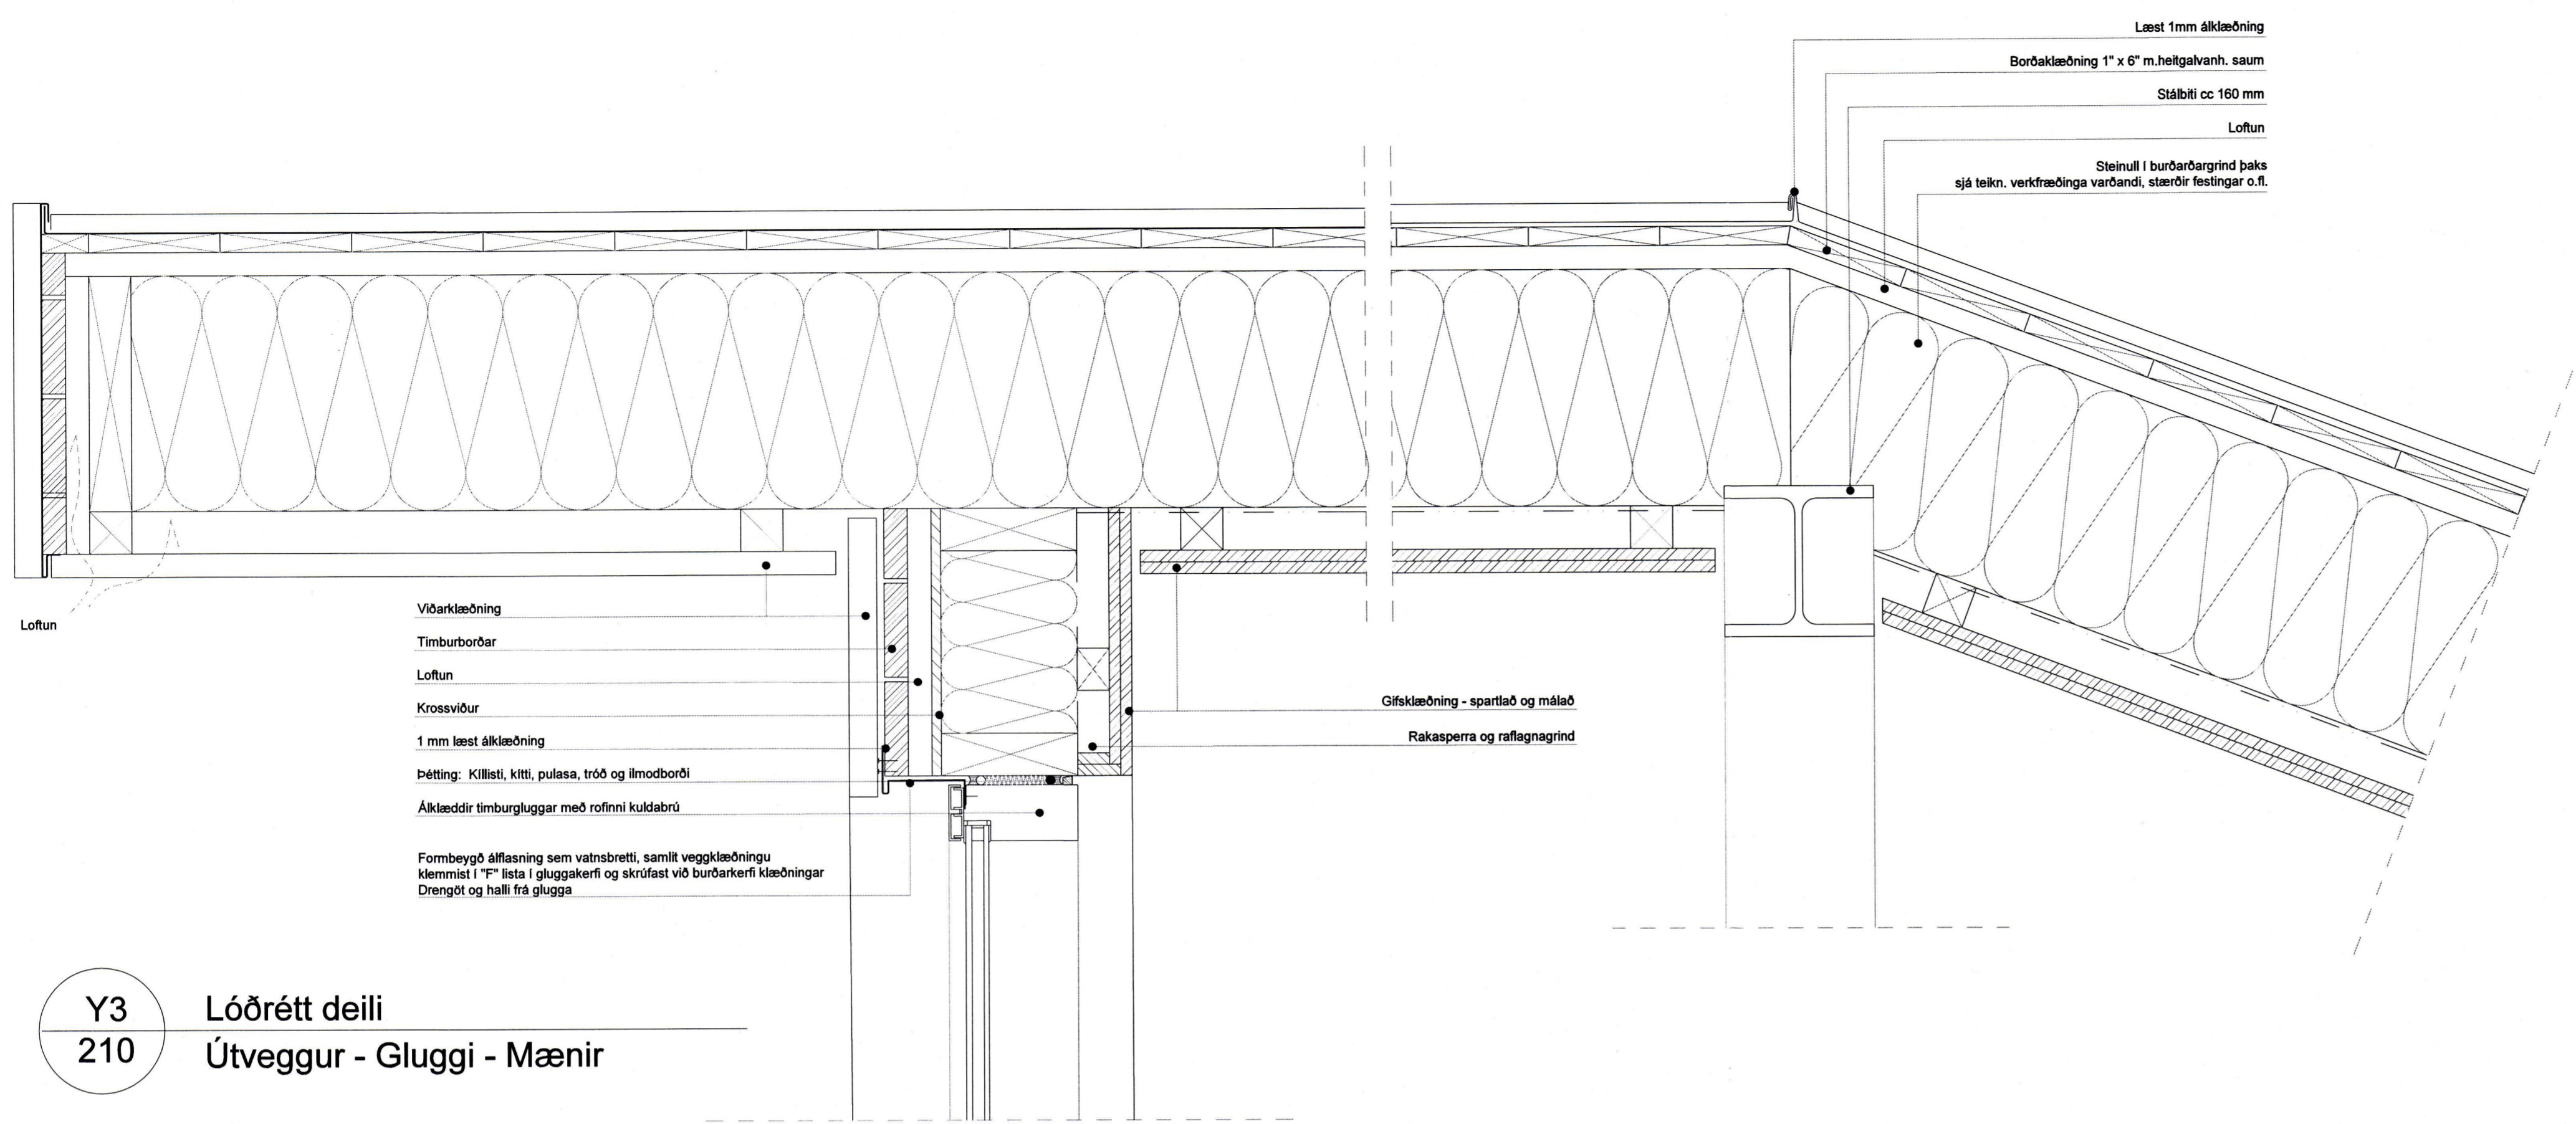 Læst 1mm álklæðning
Borðaklæðning 1" x 6" m.heitgalvanh. saum
Stálbiti cc 160 mm
Loftun
Steinull í burðarðargrind þaks
sjá teikn. verkfræðinga varðandi, stærðir festingar o.fl.
Loftun
Viðarklæðning
Timburborðar
Loftun
Krossviður
1 mm læst álklæðning
Þétting: Kíllisti, kítti, pulasa, tróð og ilmodborði
Álklæddir timburgluggar með rofinni kuldabrú
Formbeygð álflasning sem vatnsbretti, samlit veggklæðningu
klemmist í "F" lista í gluggakerfi og skrúfast við burðarkerfi klæðningar
Drengöt og halli frá glugga
Gifsklæðning - spartlað og málað
Rakasperra og raflagnagrind
Y3
210
Lóðrétt deili
Útveggur - Gluggi - Mænir